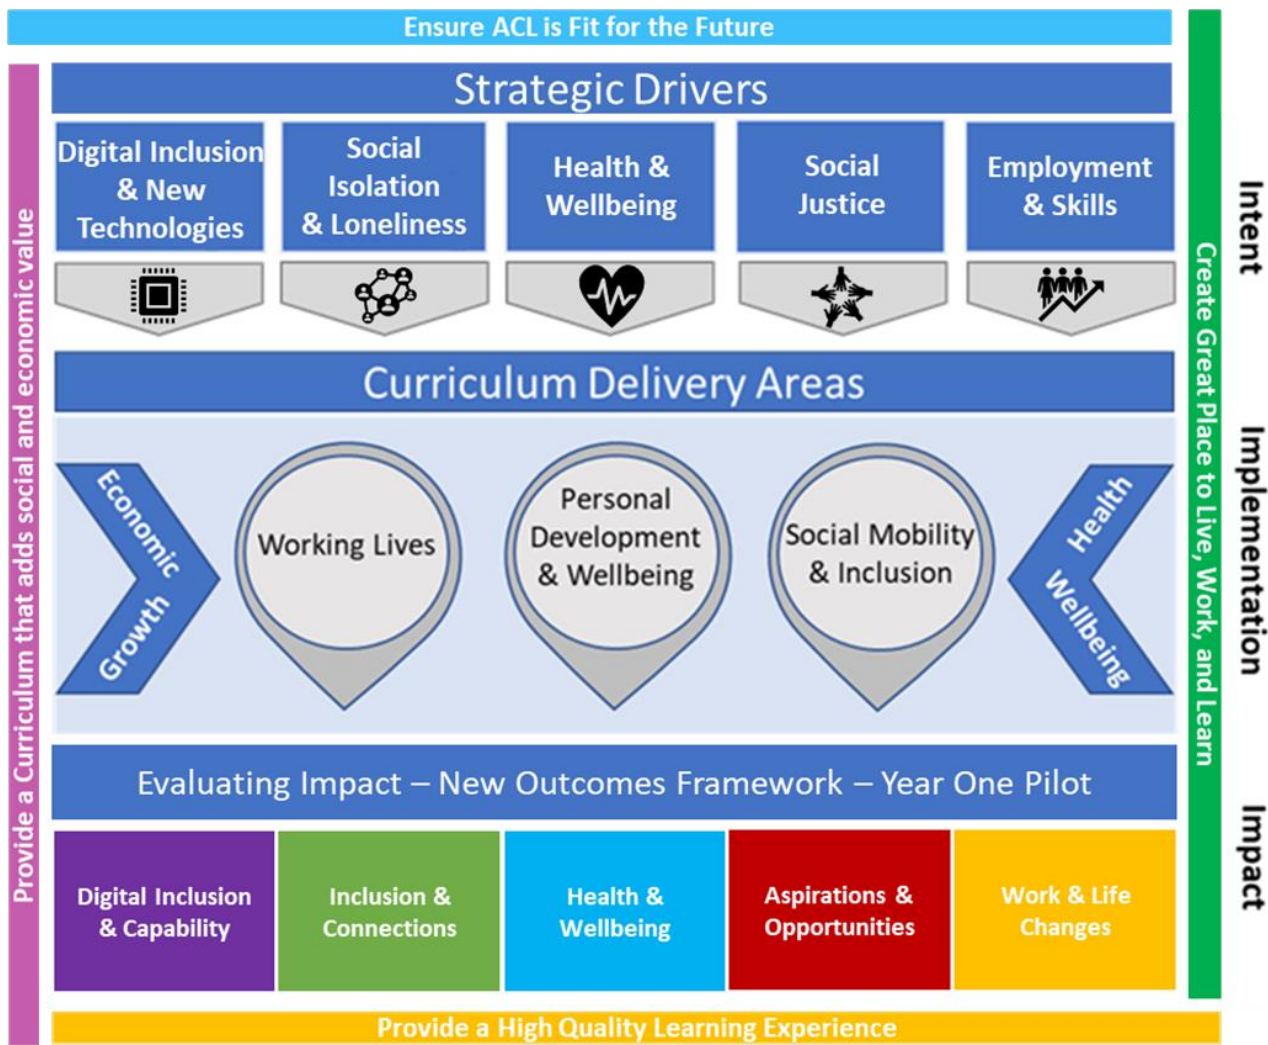 Ensure ACL is Fit for the Future
Provide a Curriculum that adds social and economic value
Create Great Place to Live, Work, and Learn
Strategic Drivers
Digital Inclusion
& New
Technologies
Social
Isolation
& Loneliness
Health &
Wellbeing
Social
Justice
Employment
& Skills
Intent
Curriculum Delivery Areas
Economic
Growth
Working Lives
Personal
Development
& Wellbeing
Social Mobility
& Inclusion
Health
Wellbeing
Implementation
Evaluating Impact – New Outcomes Framework – Year One Pilot
Digital Inclusion
& Capability
Inclusion &
Connections
Health &
Wellbeing
Aspirations &
Opportunities
Work & Life
Changes
Impact
Provide a High Quality Learning Experience